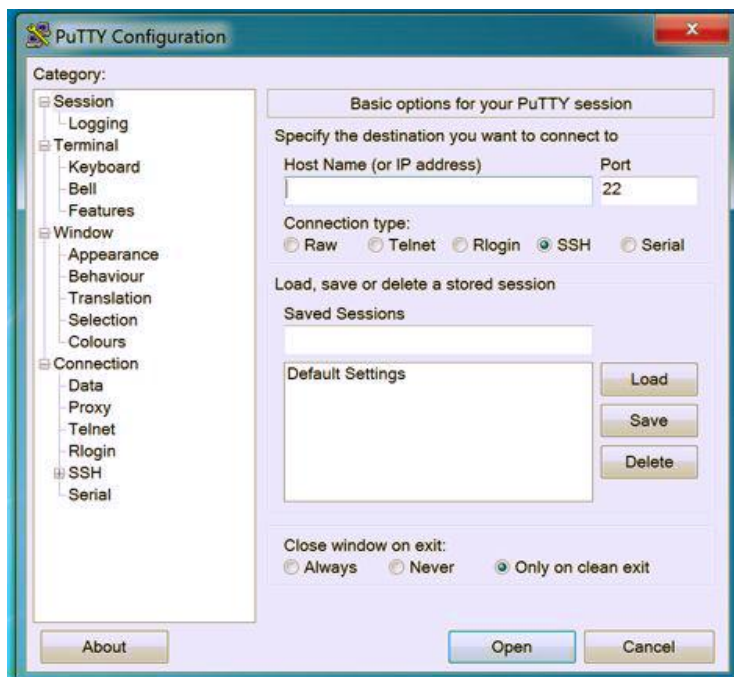 PuTTY Configuration
x
Category:
Session
Logging
Terminal
Keyboard
Bell
Features
Window
Appearance
Behaviour
Translation
Selection
Colours
Connection
Data
Proxy
Telnet
Rlogin
SSH
Serial
Basic options for your PuTTY session
Specify the destination you want to connect to
Host Name (or IP address) Port
22
Connection type:
Raw Telnet Rlogin SSH Serial
Load, save or delete a stored session
Saved Sessions
Default Settings
Load
Save
Delete
Close window on exit:
Always Never Only on clean exit
About Open Cancel